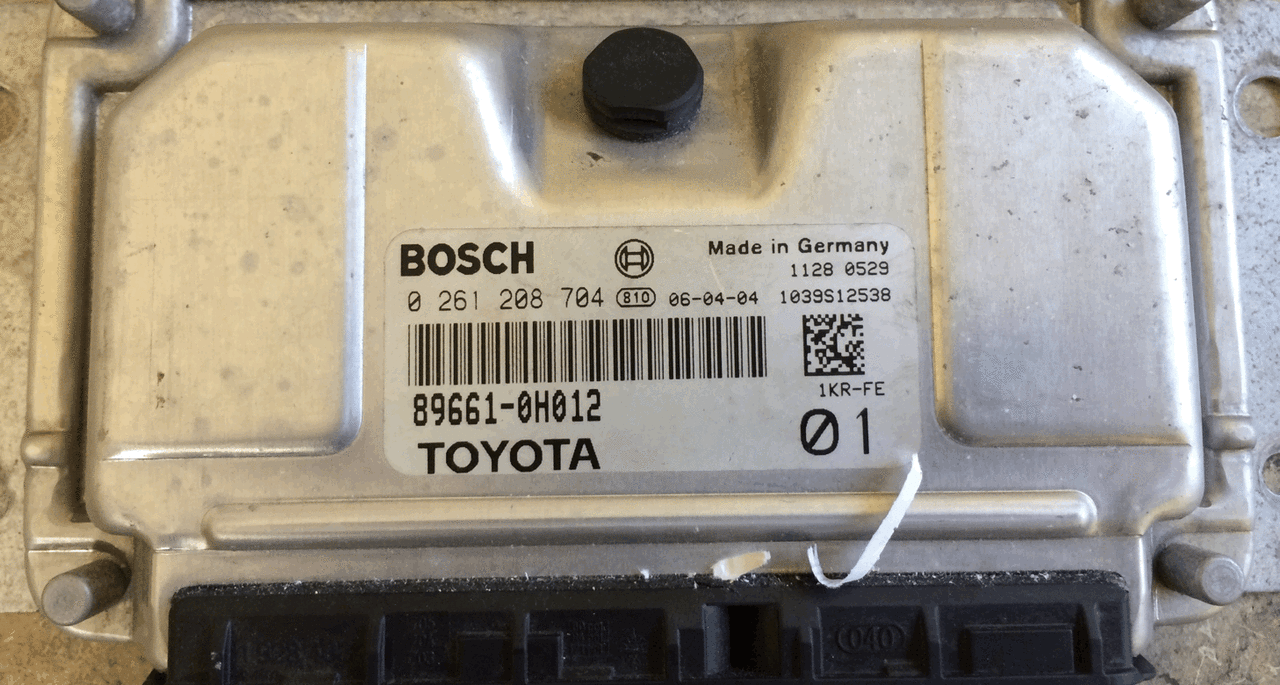 BOSCH Made in Germany
1128 0529
0 261 208 704 810 06-04-04 1039S12538
89661-0H012 1KR-FE
TOYOTA 01
040